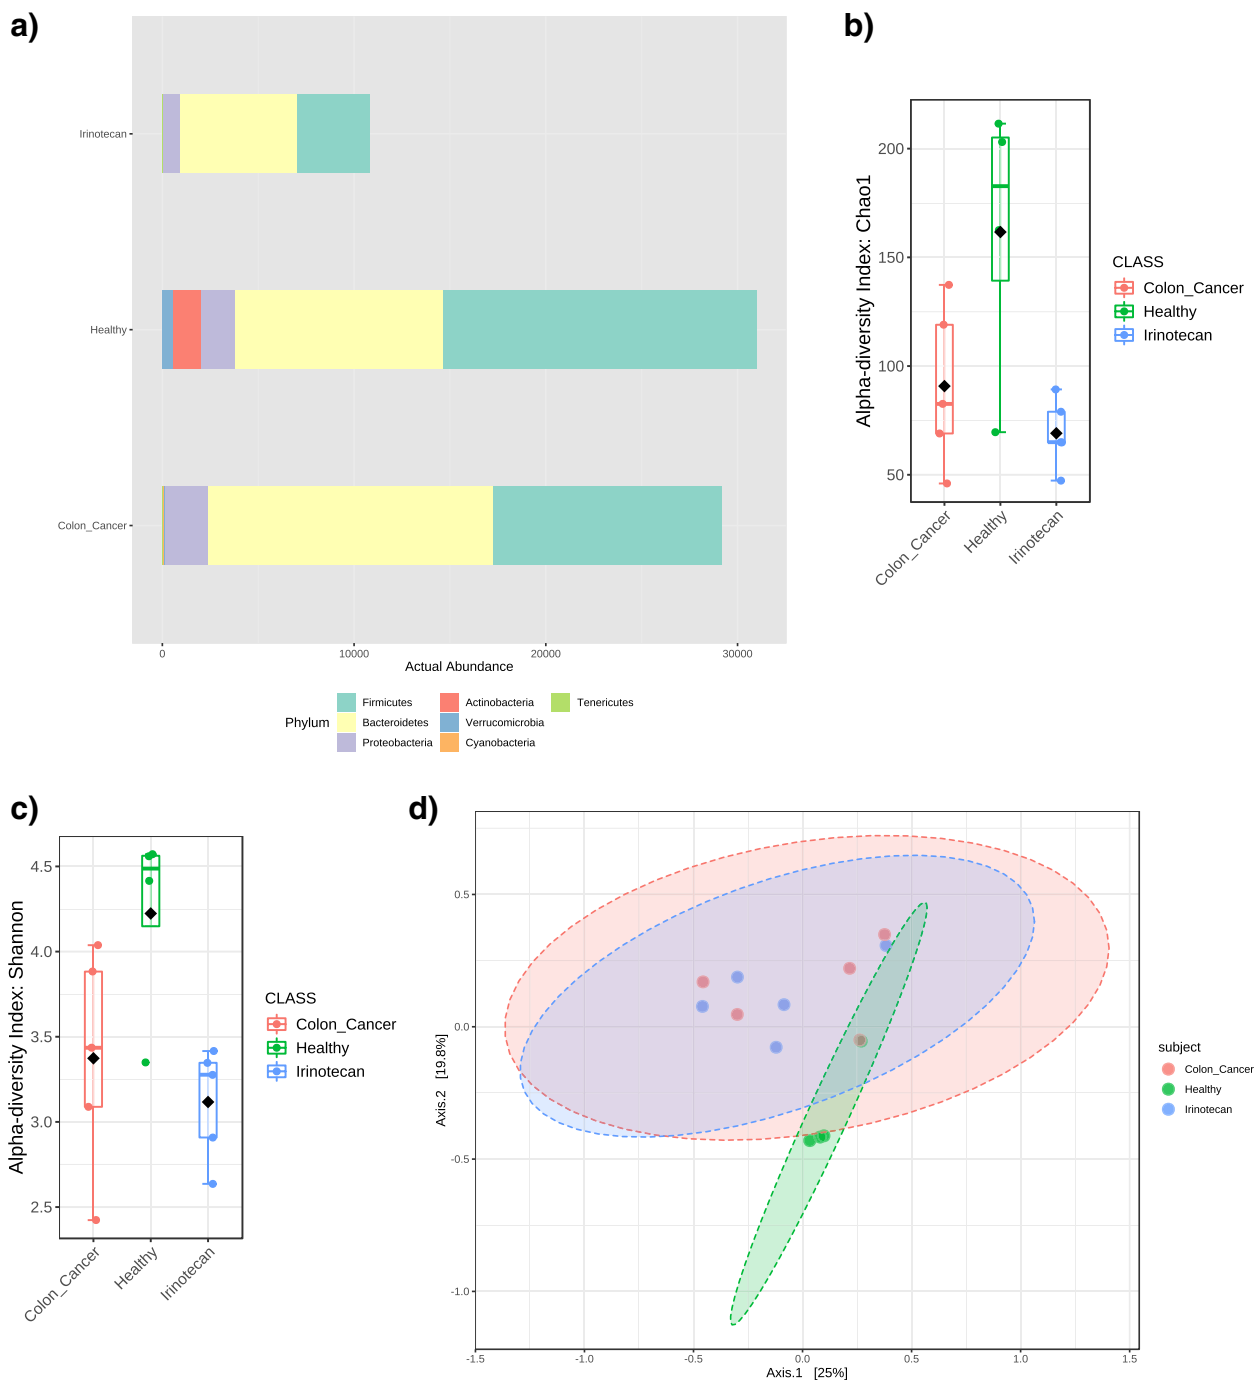 a)
Irinotecan
Healthy
Colon_Cancer
0 10000 20000 30000
Actual Abundance
Phylum
Firmicutes Actinobacteria Tenericutes
Bacteroidetes Verrucomicrobia
Proteobacteria Cyanobacteria
b)
Alpha-diversity Index: Chao1
200
150
100
50
Colon_Cancer Healthy Irinotecan
CLASS
Colon_Cancer
Healthy
Irinotecan
c)
Alpha-diversity Index: Shannon
4.5
4.0
3.5
3.0
2.5
Colon_Cancer Healthy Irinotecan
CLASS
Colon_Cancer
Healthy
Irinotecan
d)
Axis.2 [19.8%]
0.5
0.0
-0.5
-1.0
-1.5 -1.0 -0.5 0.0 0.5 1.0 1.5
Axis.1 [25%]
subject
Colon_Cancer
Healthy
Irinotecan